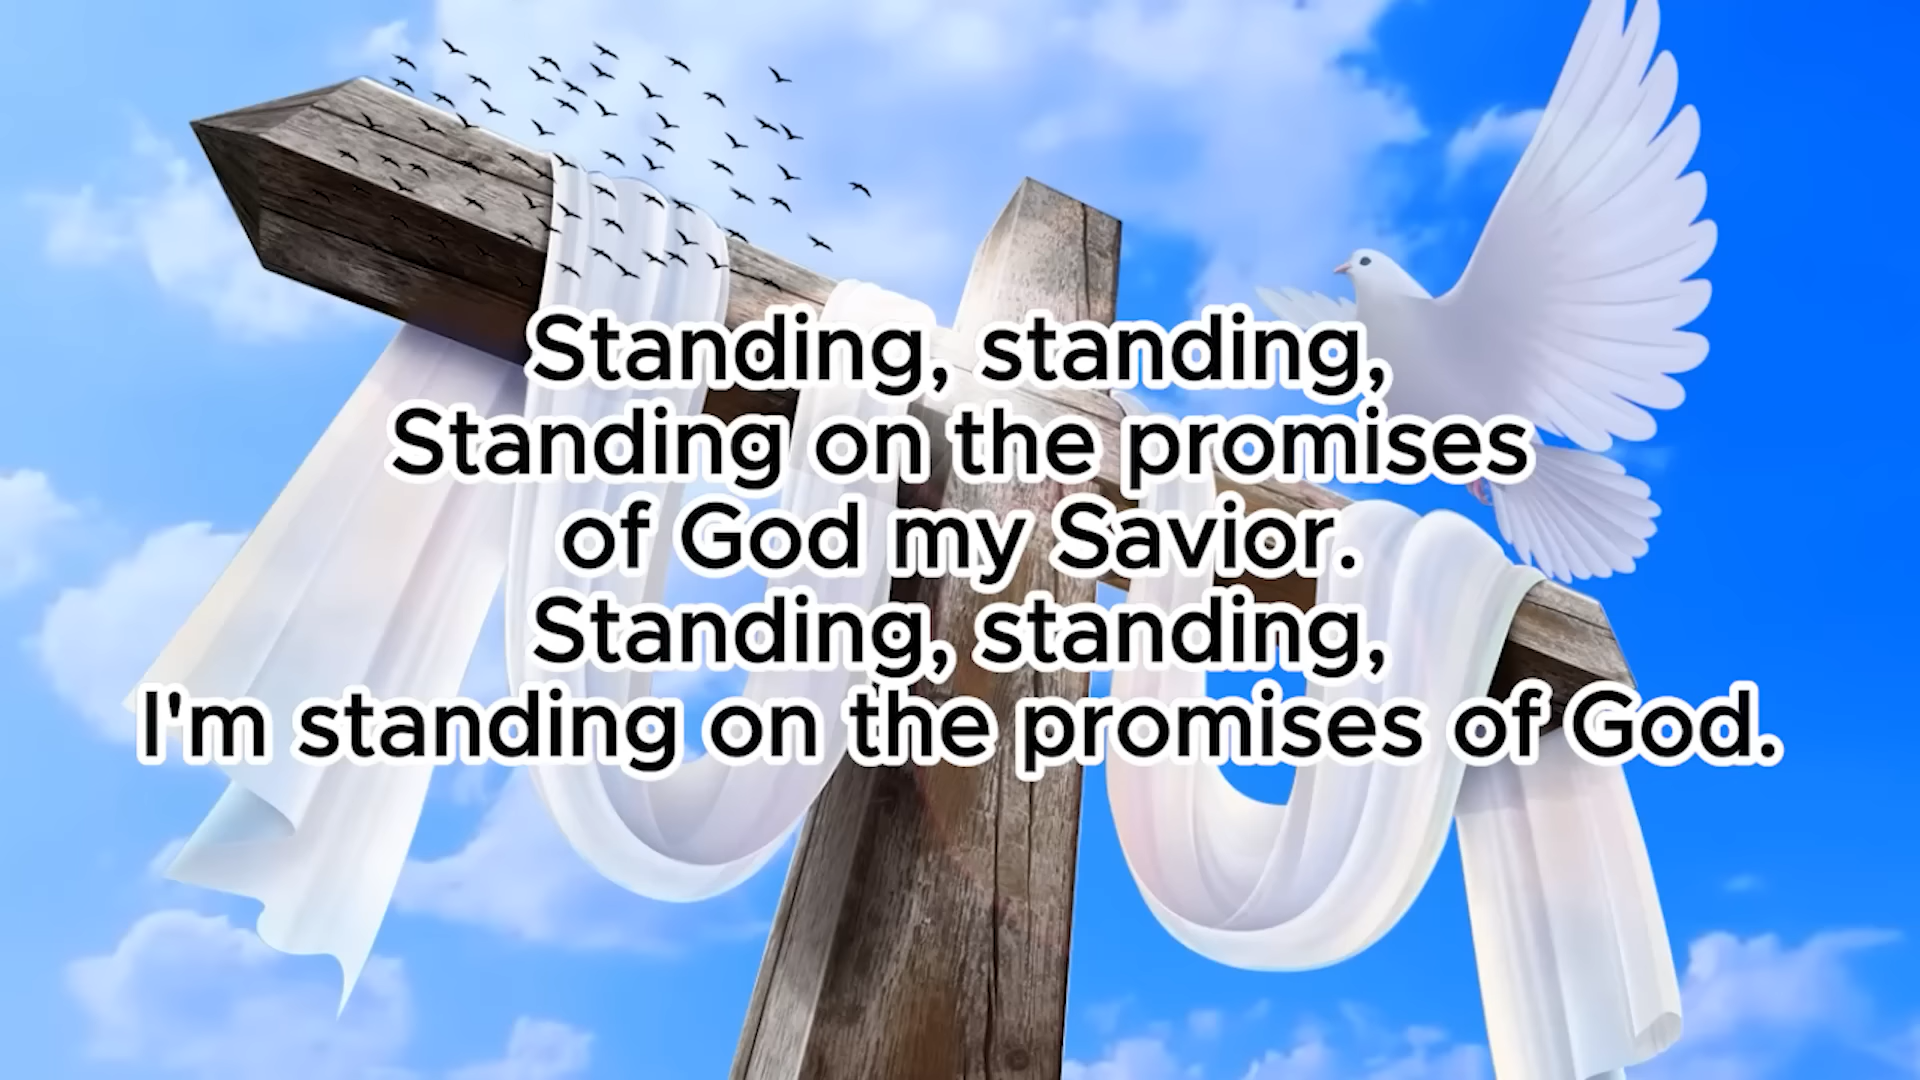 Standing, standing,
Standing on the promises
of God my Savior.
Standing, standing,
I'm standing on the promises of God.